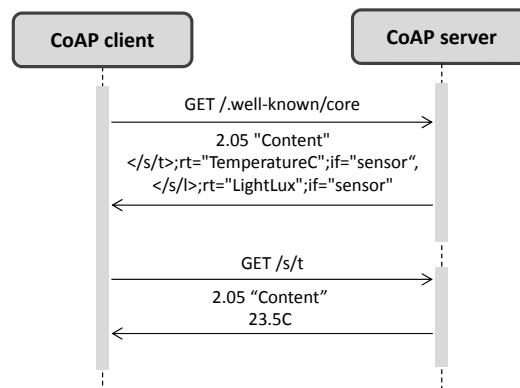 CoAP client
CoAP server
GET /.well-known/core
2.05 "Content"
</s/t>;rt="TemperatureC";if="sensor“,
</s/l>;rt="LightLux";if="sensor"
GET /s/t
2.05 “Content”
23.5C